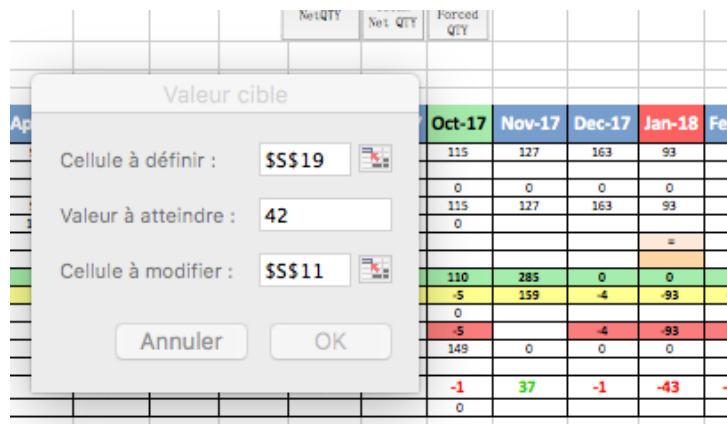 NetQTY Net QTY Forced
QTY
Valeur cible
Ap Oct-17 Nov-17 Dec-17 Jan-18 Fe
Cellule à définir : $S$19
115 127 163 93
0 0 0 0
Valeur à atteindre : 42
115 127 163 93
0
=
Cellule à modifier : $S$11
110 285 0 0
-5 159 -4 -93
0
Annuler OK
-5 -4 -93
149 0 0 0
-1 37 -1 -43
0